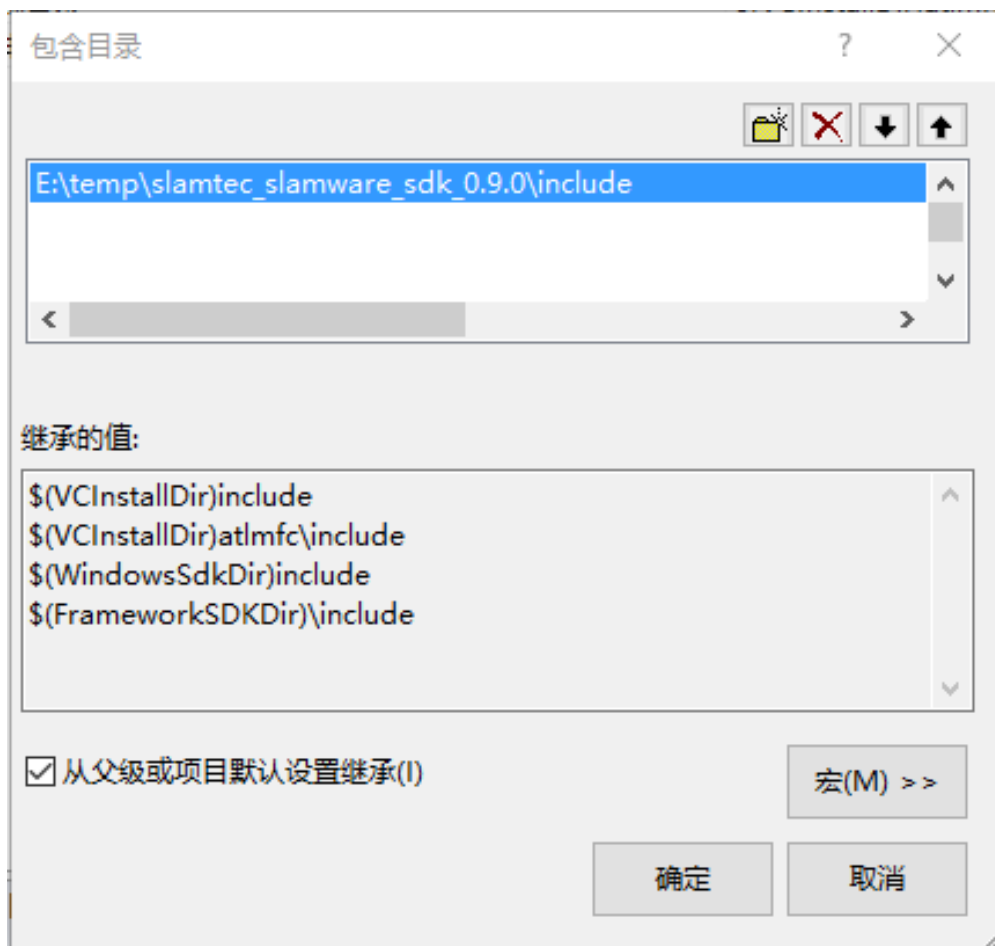 包含目录
E:\temp\slamtec_slamware_sdk_0.9.0\include
继承的值:
$(VCInstallDir)include
$(VCInstallDir)atlmfc\include
$(WindowsSdkDir)include
$(FrameworkSDKDir)\include
从父级或项目默认设置继承(I)
宏(M) >>
确定
取消